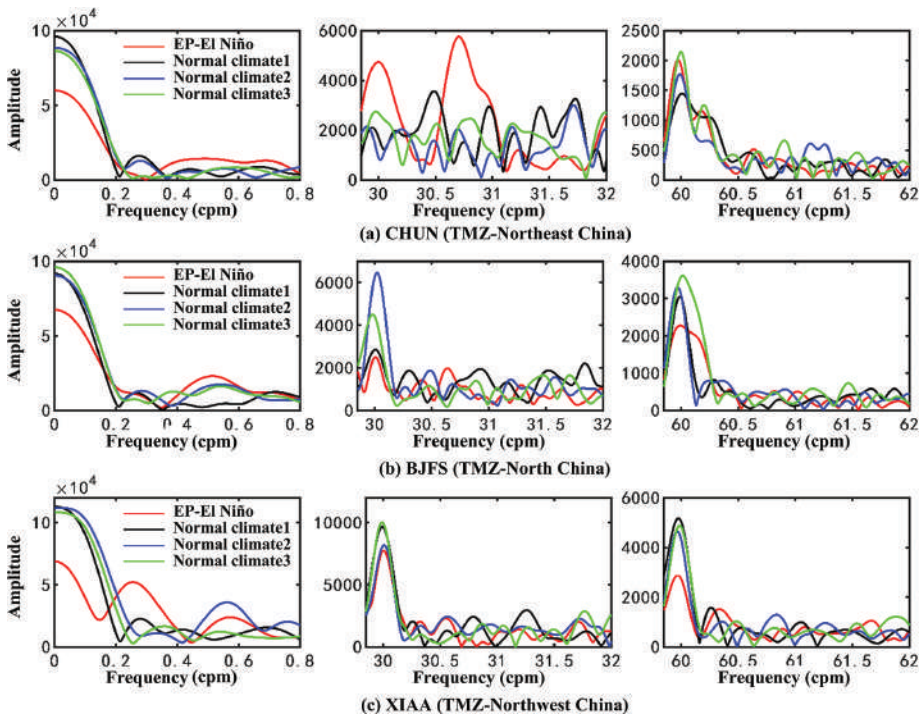 ×10⁴
10
5
0
Amplitude
EP-El Niño
Normal climate1
Normal climate2
Normal climate3
0 0.2 0.4 0.6 0.8
Frequency (cpm)
6000
4000
2000
0
30 30.5 31 31.5 32
Frequency (cpm)
2500
2000
1500
1000
500
0
60 60.5 61 61.5 62
Frequency (cpm)
(a) CHUN (TMZ-Northeast China)
×10⁴
10
5
0
Amplitude
EP-El Niño
Normal climate1
Normal climate2
Normal climate3
0 0.2 0.4 0.6 0.8
Frequency (cpm)
6000
4000
2000
0
30 30.5 31 31.5 32
Frequency (cpm)
4000
3000
2000
1000
0
60 60.5 61 61.5 62
Frequency (cpm)
(b) BJFS (TMZ-North China)
×10⁴
10
5
0
Amplitude
EP-El Niño
Normal climate1
Normal climate2
Normal climate3
0 0.2 0.4 0.6 0.8
Frequency (cpm)
10000
5000
0
30 30.5 31 31.5 32
Frequency (cpm)
6000
4000
2000
0
60 60.5 61 61.5 62
Frequency (cpm)
(c) XIAA (TMZ-Northwest China)